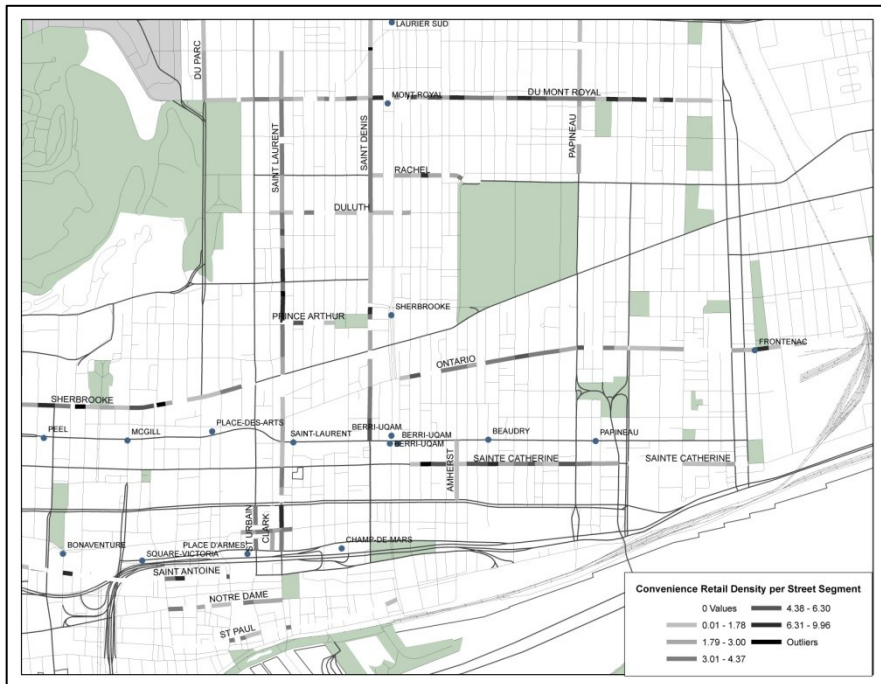 LAURIER SUD
DU PARC
MONT-ROYAL
DU MONT ROYAL
SAINT LAURENT
SAINT DENIS
PAPINEAU
RACHEL
DULUTH
SHERBROOKE
PRINCE ARTHUR
FRONTENAC
ONTARIO
SHERBROOKE
PLACE-DES-ARTS
PEEL
MCGILL
SAINT-LAURENT
BERRI-UQAM
BERRI-UQAM
BERRI-UQAM
BEAUDRY
PAPINEAU
AMHERST
SAINTE CATHERINE
SAINTE CATHERINE
ST URBAIN
CLARK
BONAVENTURE
PLACE D'ARMES
SQUARE-VICTORIA
CHAMP-DE-MARS
SAINT ANTOINE
NOTRE DAME
ST PAUL
Convenience Retail Density per Street Segment
0 Values
0.01 - 1.78
1.79 - 3.00
3.01 - 4.37
4.38 - 6.30
6.31 - 9.96
Outliers